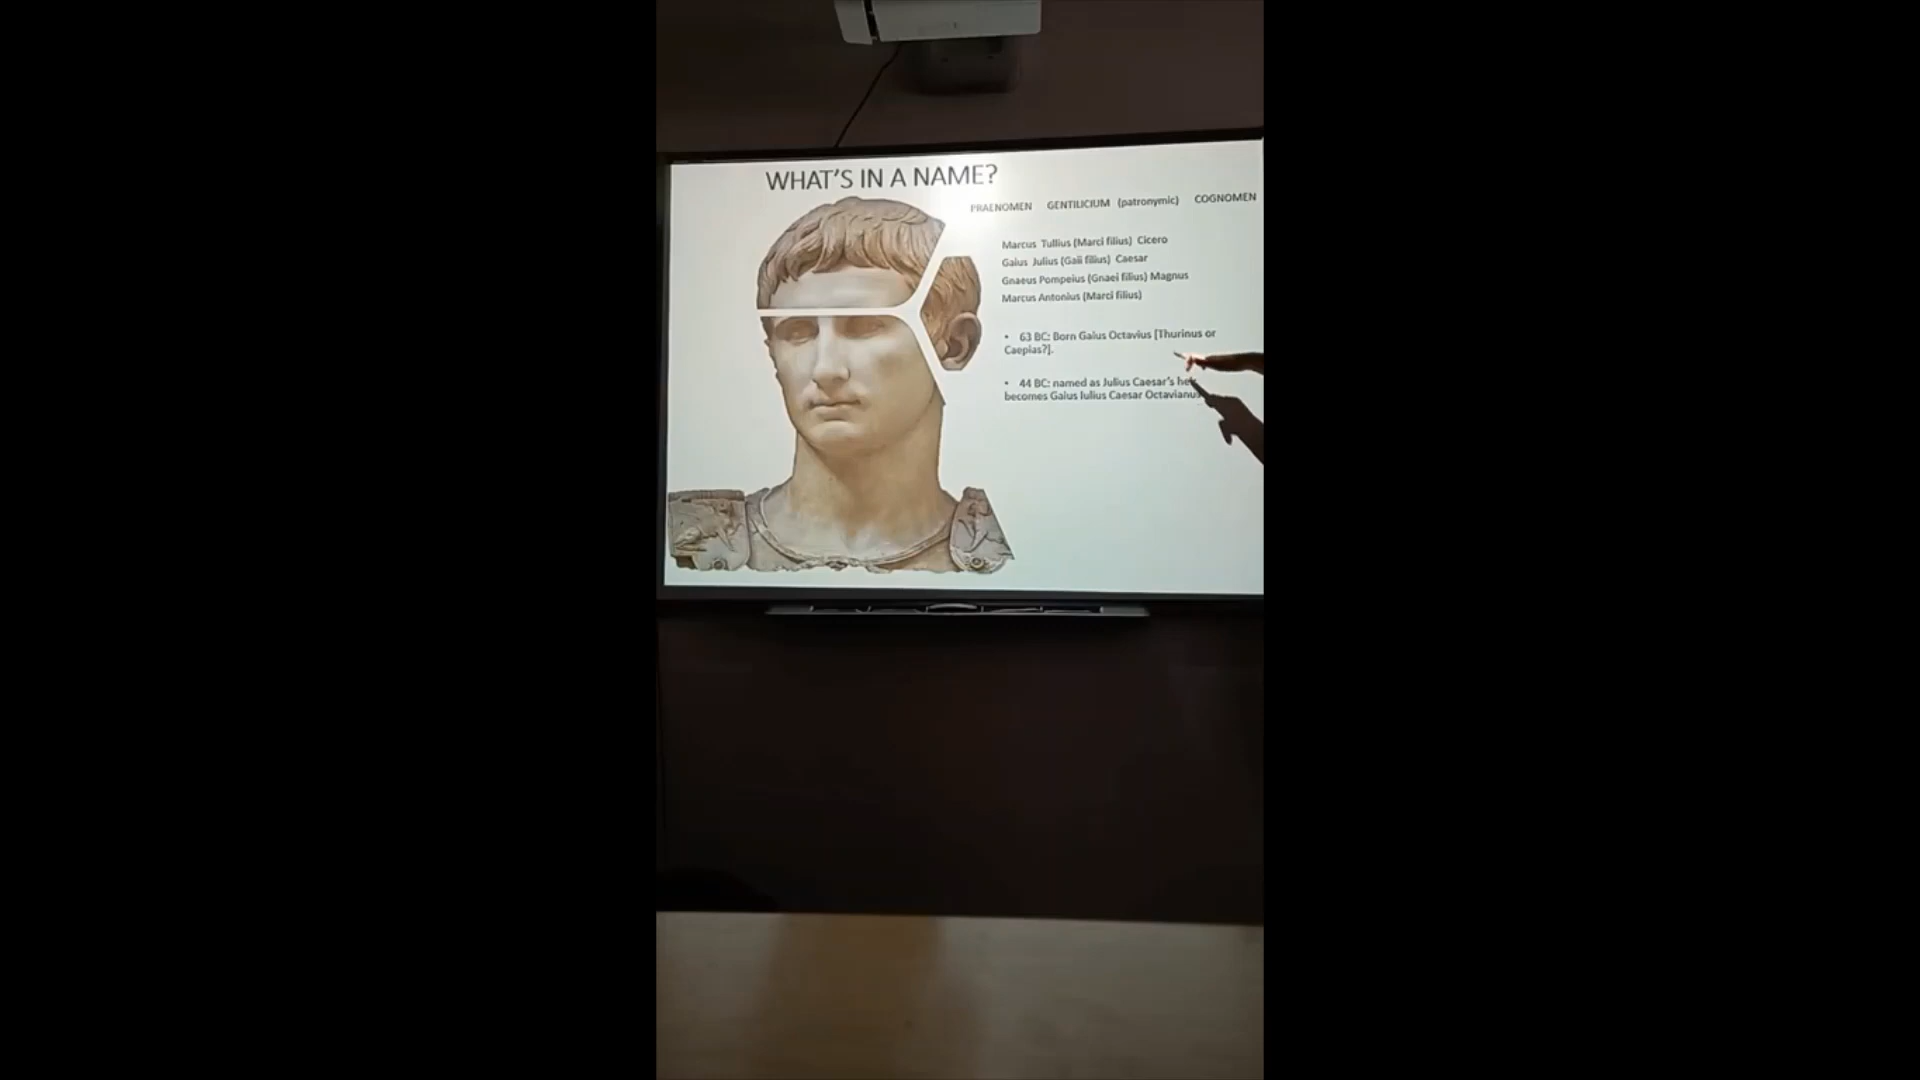 WHAT'S IN A NAME?
PRAENOMEN GENTILICIUM (patronymic) COGNOMEN
Marcus Tullius (Marci filius) Cicero
Gaius Julius (Gaii filius) Caesar
Gnaeus Pompeius (Gnaei filius) Magnus
Marcus Antonius (Marci filius)
• 63 BC: Born Gaius Octavius [Thurinus or
Caepias?].
• 44 BC: named as Julius Caesar's
becomes Gaius Iulius Caesar Octavianus